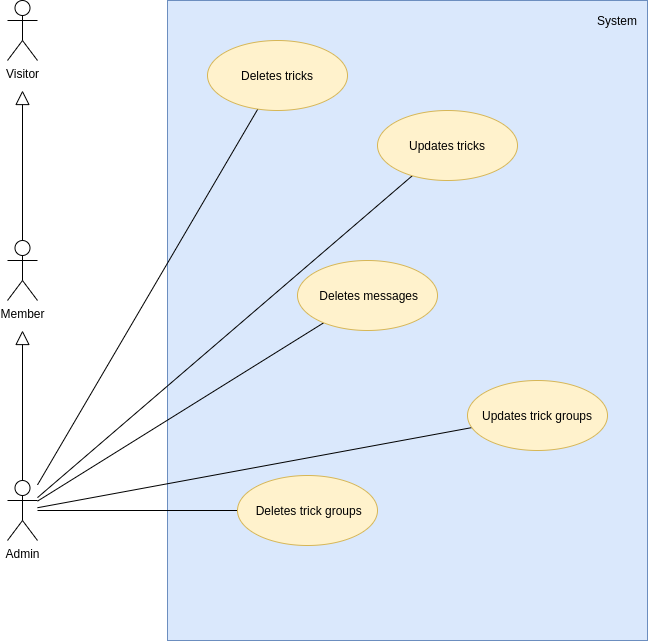 System
Visitor
Deletes tricks
Updates tricks
Deletes messages
Member
Updates trick groups
Deletes trick groups
Admin